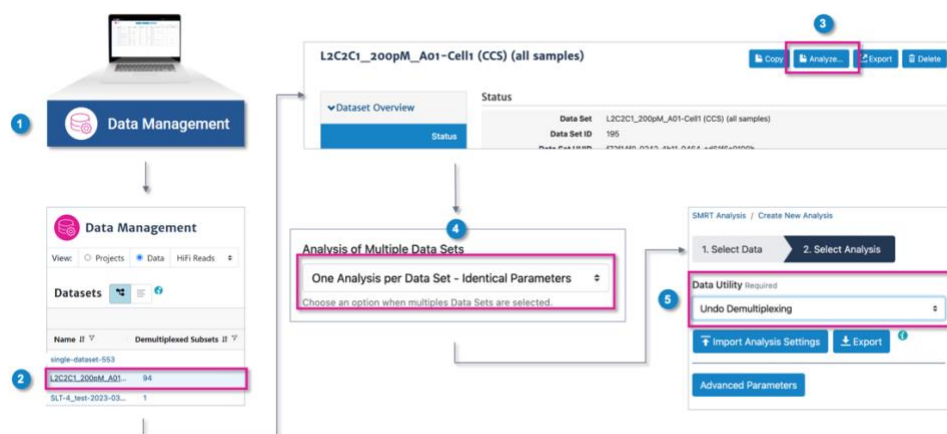 1
Data Management
2
Data Management
View: Projects Data HiFi Reads
Datasets
Name Demultiplexed Subsets
single-dataset-553
L2C2C1_200pM_A01... 94
SLT-4_test-2023-03... 1
3
L2C2C1_200pM_A01-Cell1 (CCS) (all samples)
Copy Analyze... Export Delete
Dataset Overview
Status
Status
Data Set L2C2C1_200pM_A01-Cell1 (CCS) (all samples)
Data Set ID 195
Data Set UUID
4
Analysis of Multiple Data Sets
One Analysis per Data Set - Identical Parameters
Choose an option when multiples Data Sets are selected.
5
SMRT Analysis / Create New Analysis
1. Select Data 2. Select Analysis
Data Utility Required
Undo Demultiplexing
Import Analysis Settings Export
Advanced Parameters